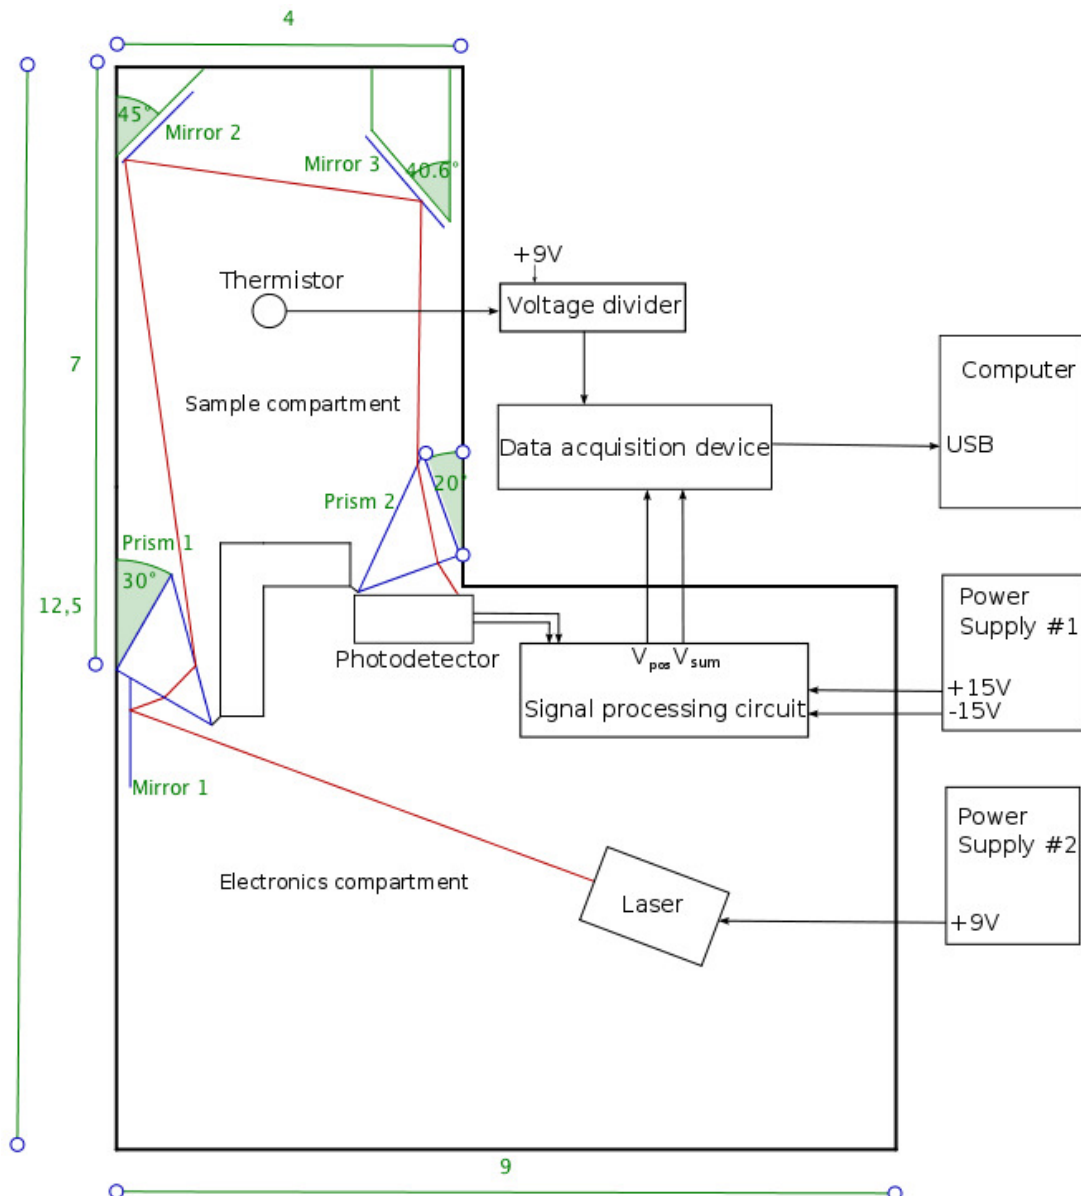 4
45°
Mirror 2
Mirror 3
40.6°
+9V
Thermistor
Voltage divider
7
Computer
Sample compartment
Data acquisition device
USB
20°
Prism 2
Prism 1
30°
12,5
Power
Supply #1
Photodetector
Vpos Vsum
+15V
-15V
Signal processing circuit
Mirror 1
Power
Supply #2
Electronics compartment
Laser
+9V
9